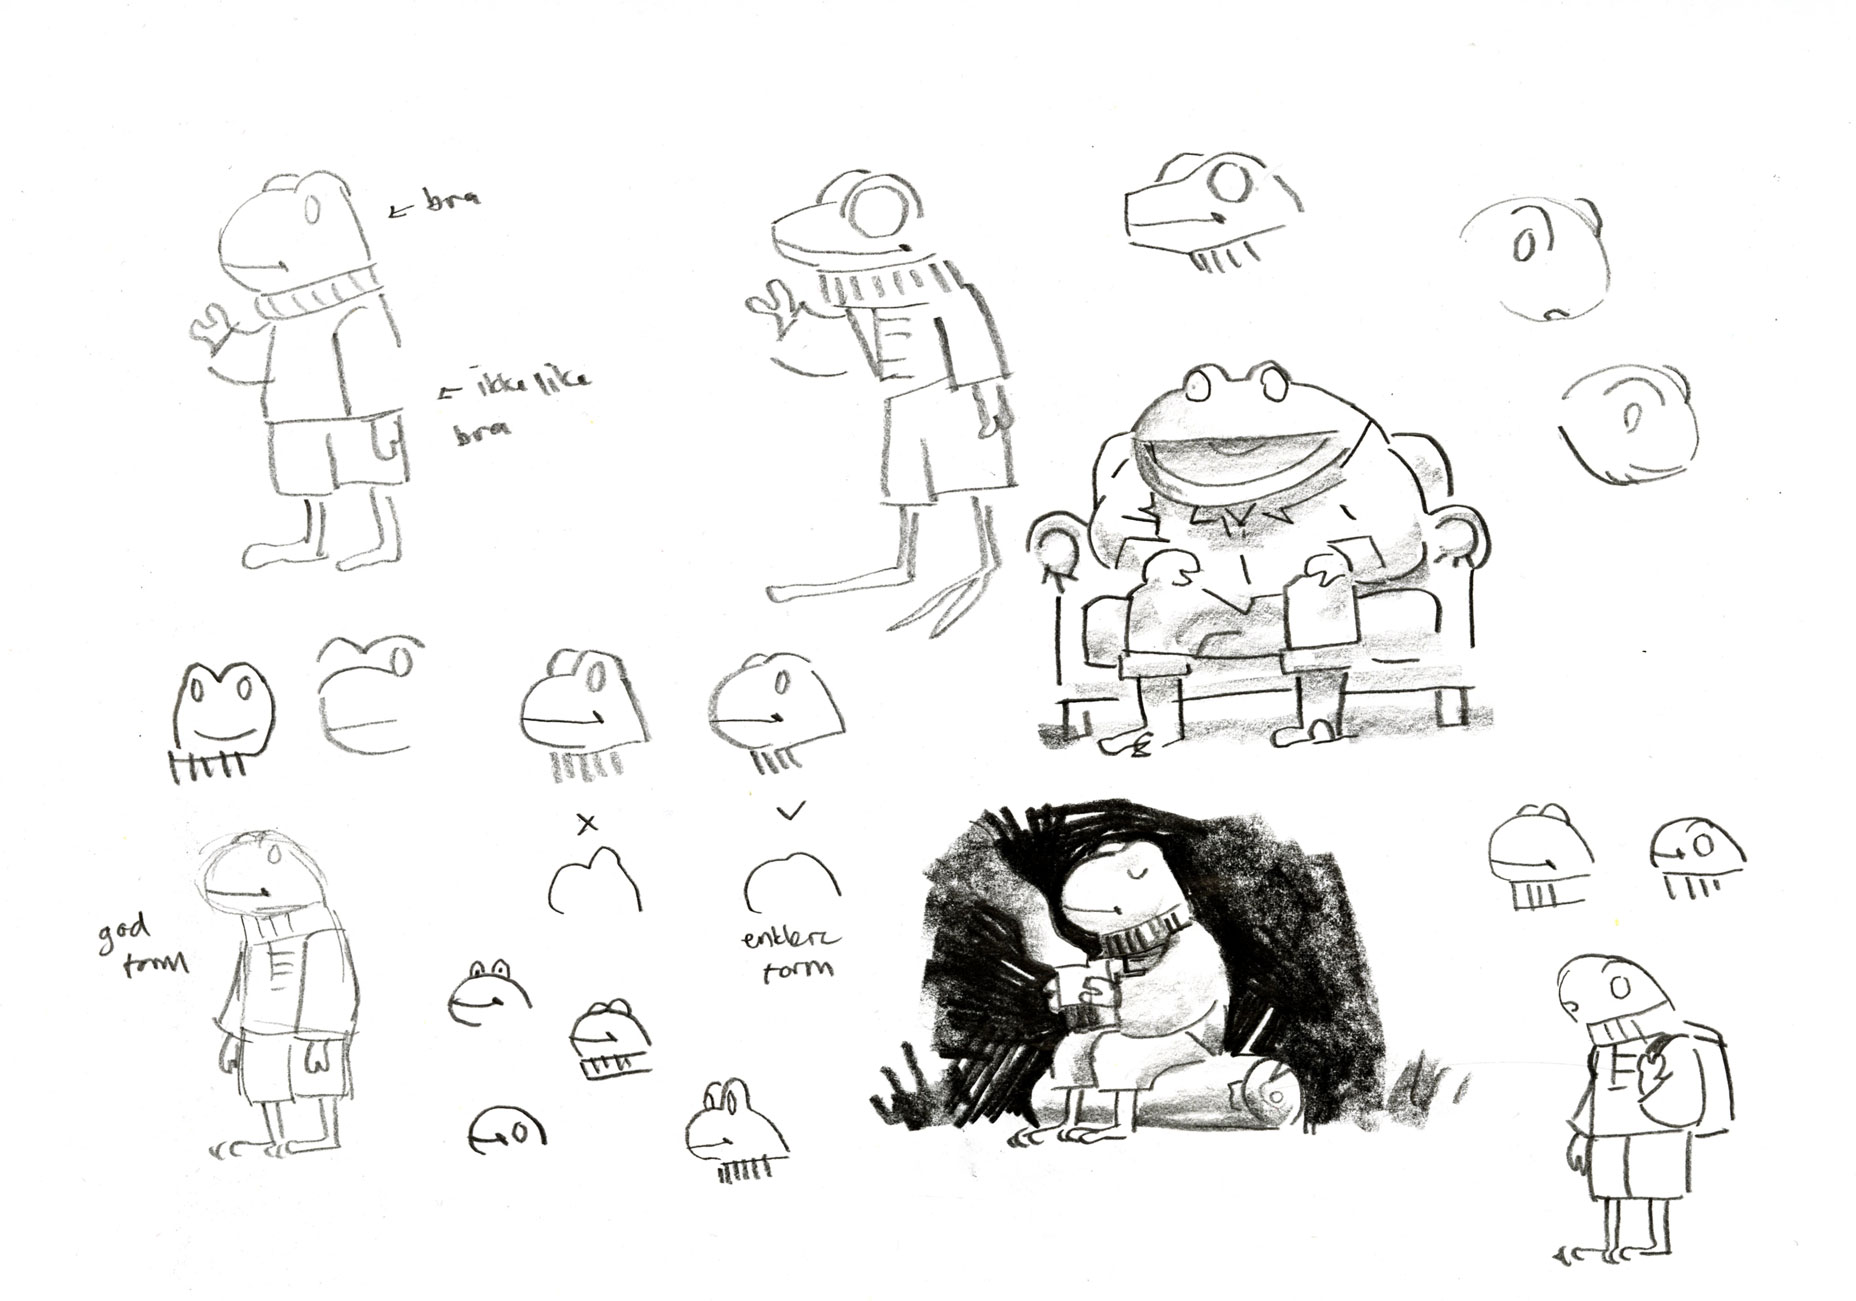 ← bra
← ikke like
bra
x
✓
god
form
enklere
form